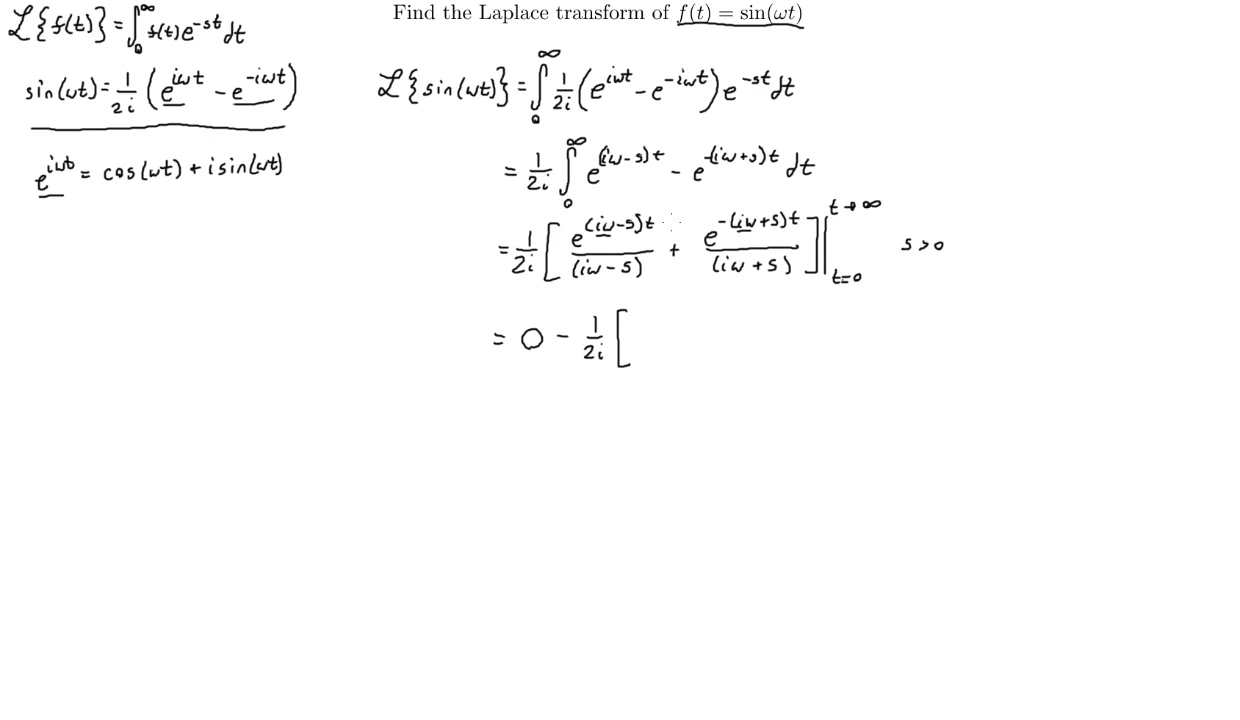 ℒ{f(t)} = ∫₀^∞ f(t)e^{-st} dt
sin(ωt) = 1/2i (e^{iωt} - e^{-iωt})
e^{iωt} = cos(ωt) + i sin(ωt)
Find the Laplace transform of f(t) = sin(ωt)
ℒ{sin(ωt)} = ∫₀^∞ 1/2i (e^{iωt} - e^{-iωt}) e^{-st} dt
= 1/2i ∫₀^∞ e^{(iω-s)t} - e^{-(iω+s)t} dt
= 1/2i [ e^{(iω-s)t}/(iω-s) + e^{-(iω+s)t}/(iω+s) ] |_{t=0}^{t→∞} s>0
= 0 - 1/2i [